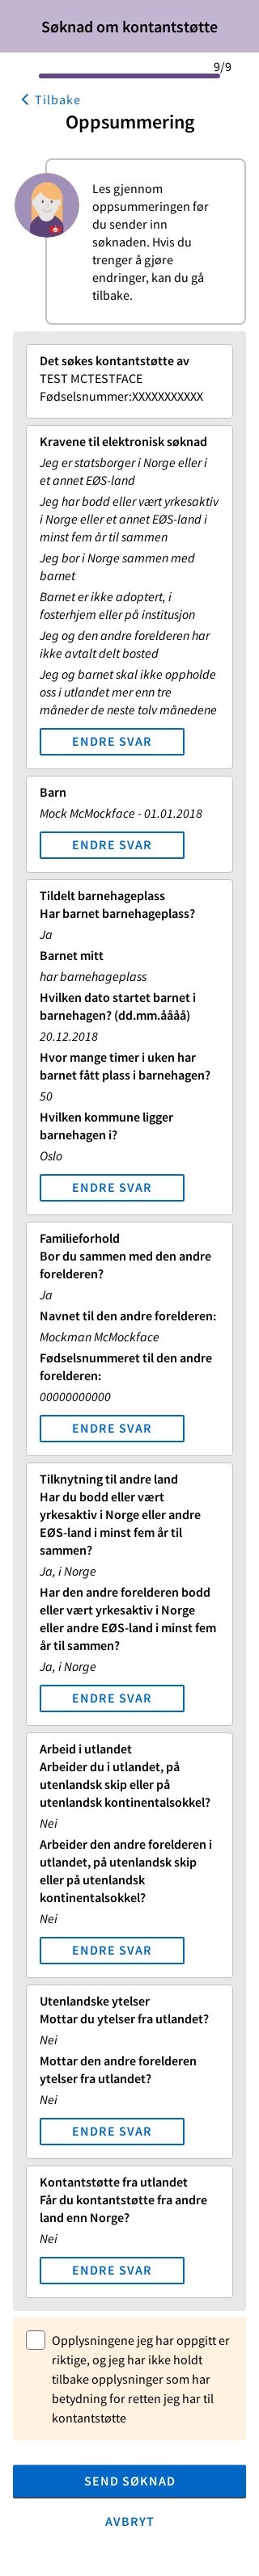 Søknad om kontantstøtte
9/9
Tilbake
Oppsummering
Les gjennom
oppsummeringen før
du sender inn
søknaden. Hvis du
trenger å gjøre
endringer, kan du gå
tilbake.
Det søkes kontantstøtte av
TEST MCTESTFACE
Fødselsnummer:XXXXXXXXXXX
Kravene til elektronisk søknad
Jeg er statsborger i Norge eller i
et annet EØS-land
Jeg har bodd eller vært yrkesaktiv
i Norge eller et annet EØS-land i
minst fem år til sammen
Jeg bor i Norge sammen med
barnet
Barnet er ikke adoptert, i
fosterhjem eller på institusjon
Jeg og den andre forelderen har
ikke avtalt delt bosted
Jeg og barnet skal ikke oppholde
oss i utlandet mer enn tre
måneder de neste tolv månedene
ENDRE SVAR
Barn
Mock McMockface - 01.01.2018
ENDRE SVAR
Tildelt barnehageplass
Har barnet barnehageplass?
Ja
Barnet mitt
har barnehageplass
Hvilken dato startet barnet i
barnehagen? (dd.mm.åååå)
20.12.2018
Hvor mange timer i uken har
barnet fått plass i barnehagen?
50
Hvilken kommune ligger
barnehagen i?
Oslo
ENDRE SVAR
Familieforhold
Bor du sammen med den andre
forelderen?
Ja
Navnet til den andre forelderen:
Mockman McMockface
Fødselsnummeret til den andre
forelderen:
00000000000
ENDRE SVAR
Tilknytning til andre land
Har du bodd eller vært
yrkesaktiv i Norge eller andre
EØS-land i minst fem år til
sammen?
Ja, i Norge
Har den andre forelderen bodd
eller vært yrkesaktiv i Norge
eller andre EØS-land i minst fem
år til sammen?
Ja, i Norge
ENDRE SVAR
Arbeid i utlandet
Arbeider du i utlandet, på
utenlandsk skip eller på
utenlandsk kontinentalsokkel?
Nei
Arbeider den andre forelderen i
utlandet, på utenlandsk skip
eller på utenlandsk
kontinentalsokkel?
Nei
ENDRE SVAR
Utenlandske ytelser
Mottar du ytelser fra utlandet?
Nei
Mottar den andre forelderen
ytelser fra utlandet?
Nei
ENDRE SVAR
Kontantstøtte fra utlandet
Får du kontantstøtte fra andre
land enn Norge?
Nei
ENDRE SVAR
Opplysningene jeg har oppgitt er
riktige, og jeg har ikke holdt
tilbake opplysninger som har
betydning for retten jeg har til
kontantstøtte
SEND SØKNAD
AVBRYT